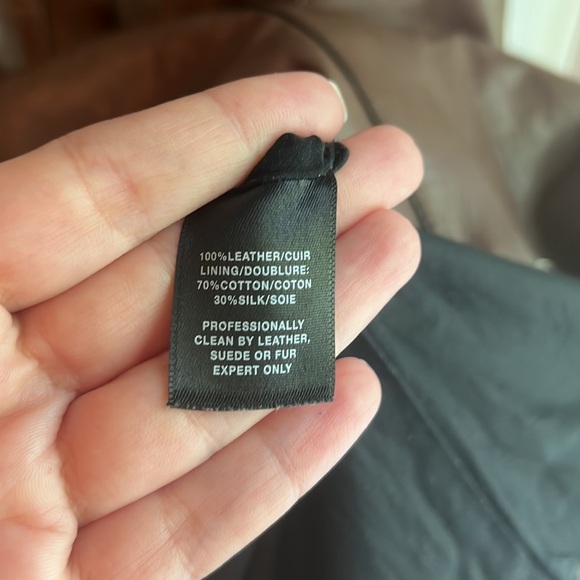 100%LEATHER/CUIR
LINING/DOUBLURE:
70%COTTON/COTON
30%SILK/SOIE
PROFESSIONALLY
CLEAN BY LEATHER,
SUEDE OR FUR
EXPERT ONLY